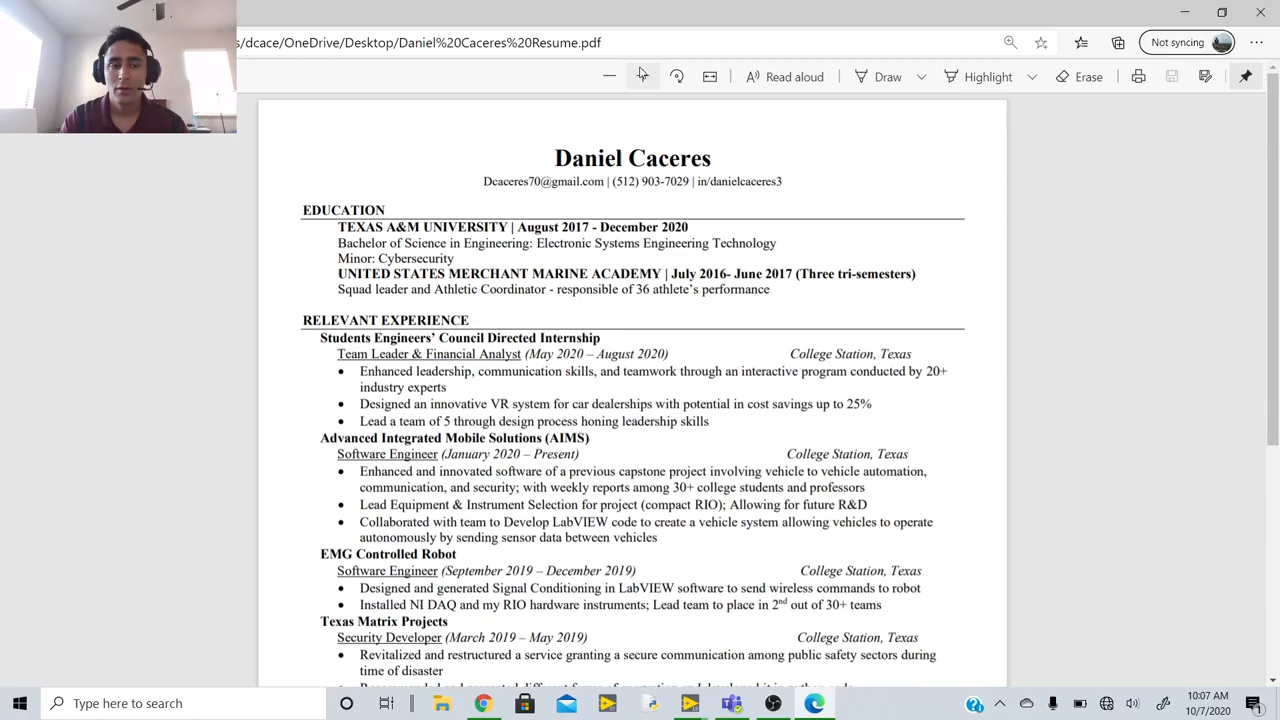 s/dcace/OneDrive/Desktop/Daniel%20Caceres%20Resume.pdf
Not syncing
Read aloud
Draw
Highlight
Erase
Daniel Caceres
Dcaceres70@gmail.com | (512) 903-7029 | in/danielcaceres3
EDUCATION
TEXAS A&M UNIVERSITY | August 2017 - December 2020
Bachelor of Science in Engineering: Electronic Systems Engineering Technology
Minor: Cybersecurity
UNITED STATES MERCHANT MARINE ACADEMY | July 2016- June 2017 (Three tri-semesters)
Squad leader and Athletic Coordinator - responsible of 36 athlete’s performance
RELEVANT EXPERIENCE
Students Engineers’ Council Directed Internship
Team Leader & Financial Analyst (May 2020 – August 2020) College Station, Texas
• Enhanced leadership, communication skills, and teamwork through an interactive program conducted by 20+
industry experts
• Designed an innovative VR system for car dealerships with potential in cost savings up to 25%
• Lead a team of 5 through design process honing leadership skills
Advanced Integrated Mobile Solutions (AIMS)
Software Engineer (January 2020 – Present) College Station, Texas
• Enhanced and innovated software of a previous capstone project involving vehicle to vehicle automation,
communication, and security; with weekly reports among 30+ college students and professors
• Lead Equipment & Instrument Selection for project (compact RIO); Allowing for future R&D
• Collaborated with team to Develop LabVIEW code to create a vehicle system allowing vehicles to operate
autonomously by sending sensor data between vehicles
EMG Controlled Robot
Software Engineer (September 2019 – December 2019) College Station, Texas
• Designed and generated Signal Conditioning in LabVIEW software to send wireless commands to robot
• Installed NI DAQ and my RIO hardware instruments; Lead team to place in 2nd out of 30+ teams
Texas Matrix Projects
Security Developer (March 2019 – May 2019) College Station, Texas
• Revitalized and restructured a service granting a secure communication among public safety sectors during
time of disaster
Type here to search
10:07 AM
10/7/2020